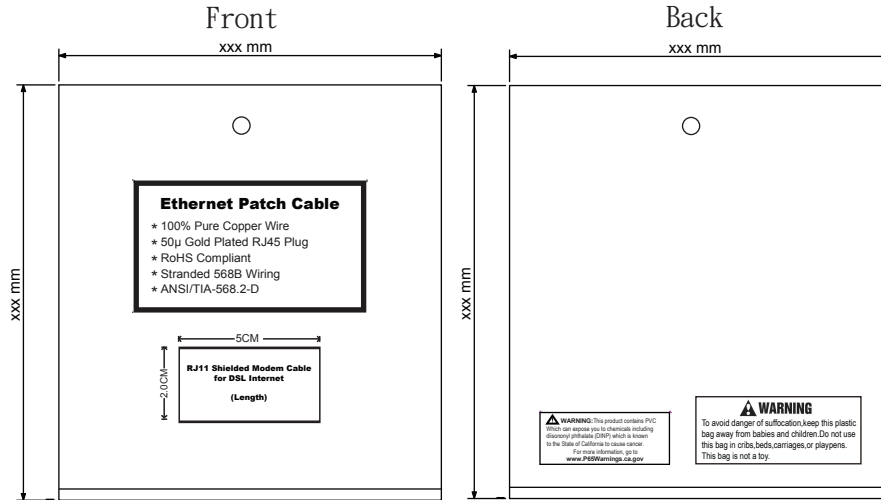 Front
xxx mm
xxx mm
Ethernet Patch Cable
* 100% Pure Copper Wire
* 50µ Gold Plated RJ45 Plug
* RoHS Compliant
* Stranded 568B Wiring
* ANSI/TIA-568.2-D
5CM
2.0CM
RJ11 Shielded Modem Cable
for DSL Internet
(Length)
Back
xxx mm
xxx mm
WARNING: This product contains PVC
Which can expose you to chemicals including
diisononyl phthalate (DINP) which is known
to the State of California to cause cancer.
For more information, go to
www.P65Warnings.ca.gov
WARNING
To avoid danger of suffocation,keep this plastic
bag away from babies and children.Do not use
this bag in cribs,beds,carriages,or playpens.
This bag is not a toy.